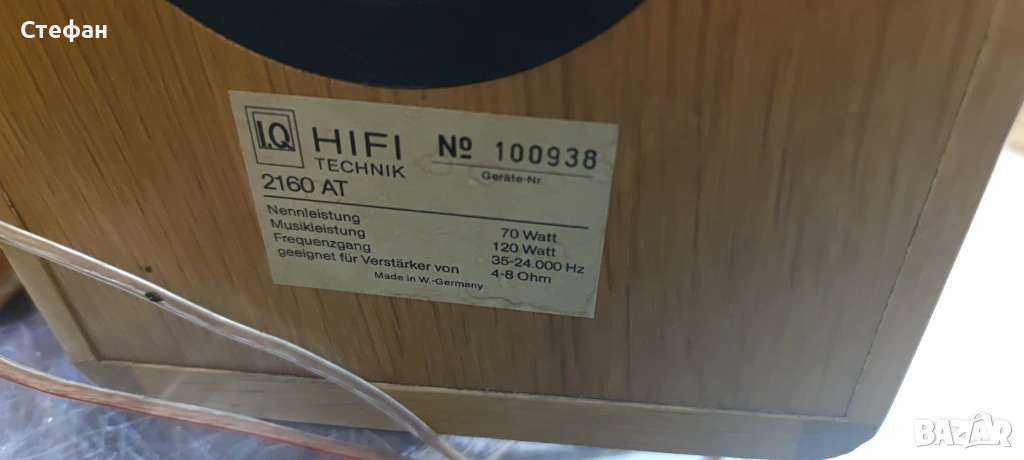 Стефан
I.Q HIFI
TECHNIK
№ 100938
Geräte-Nr.
2160 AT
Nennleistung 70 Watt
Musikleistung 120 Watt
Frequenzgang 35-24.000 Hz
geeignet für Verstärker von 4-8 Ohm
Made in W.-Germany
BAZAR